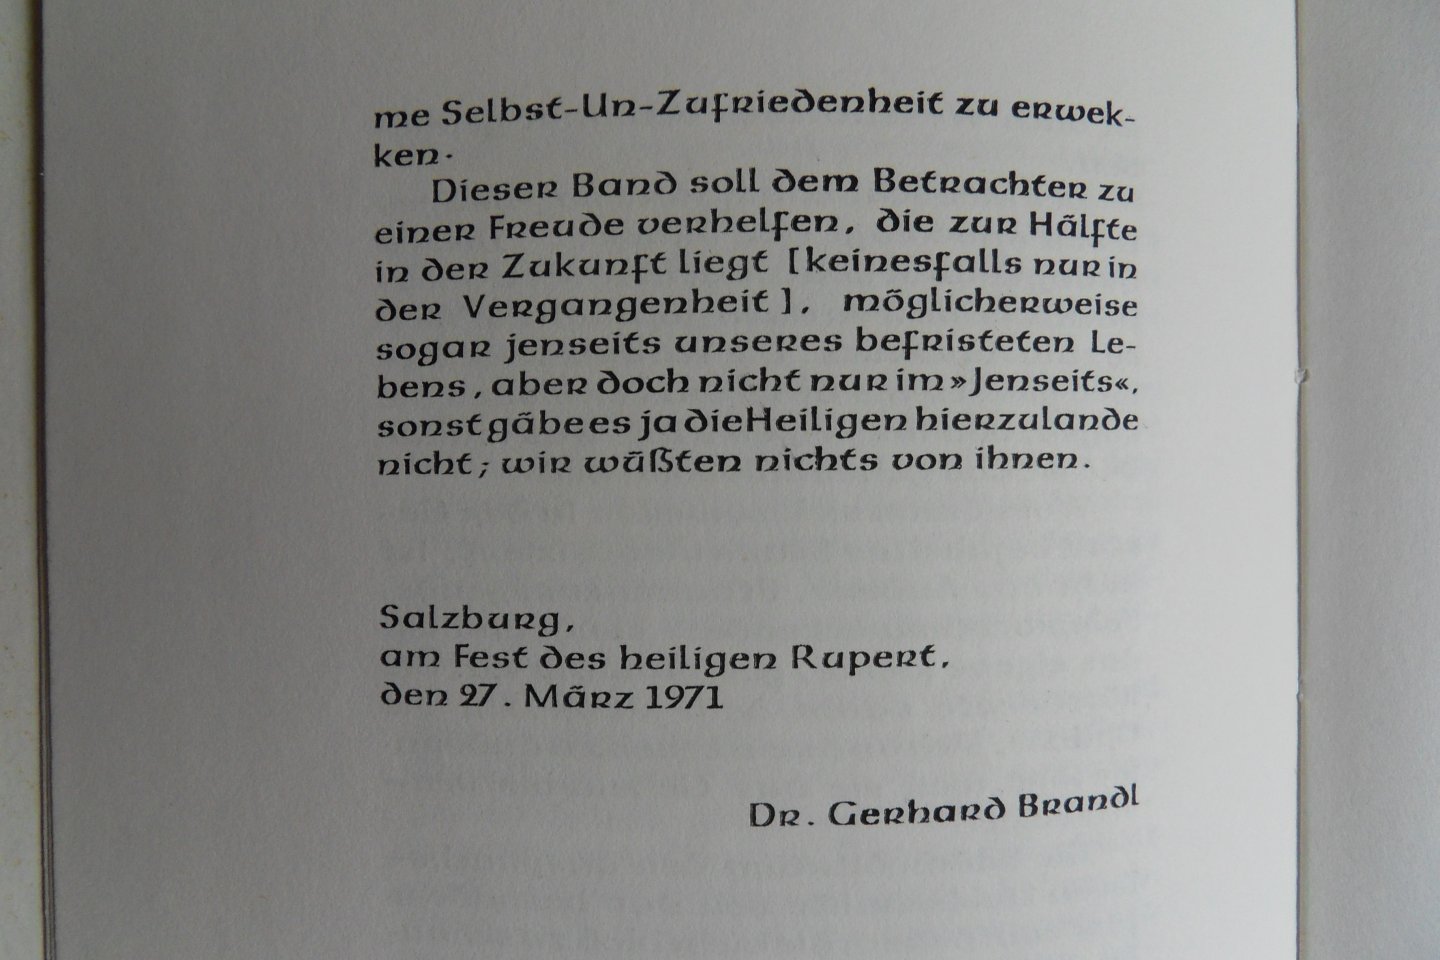 me Selbst-Un-Zufriedenheit zu erwek-
ken.
Dieser Band soll dem Betrachter zu
einer Freude verhelfen, die zur Hälfte
in der Zukunft liegt [keinesfalls nur in
der Vergangenheit], möglicherweise
sogar jenseits unseres befristeten Le-
bens, aber doch nicht nur im »Jenseits«,
sonst gäbe es ja die Heiligen hierzulande
nicht; wir wüßten nichts von ihnen.
Salzburg,
am Fest des heiligen Rupert,
den 27. März 1971
Dr. Gerhard Brandl